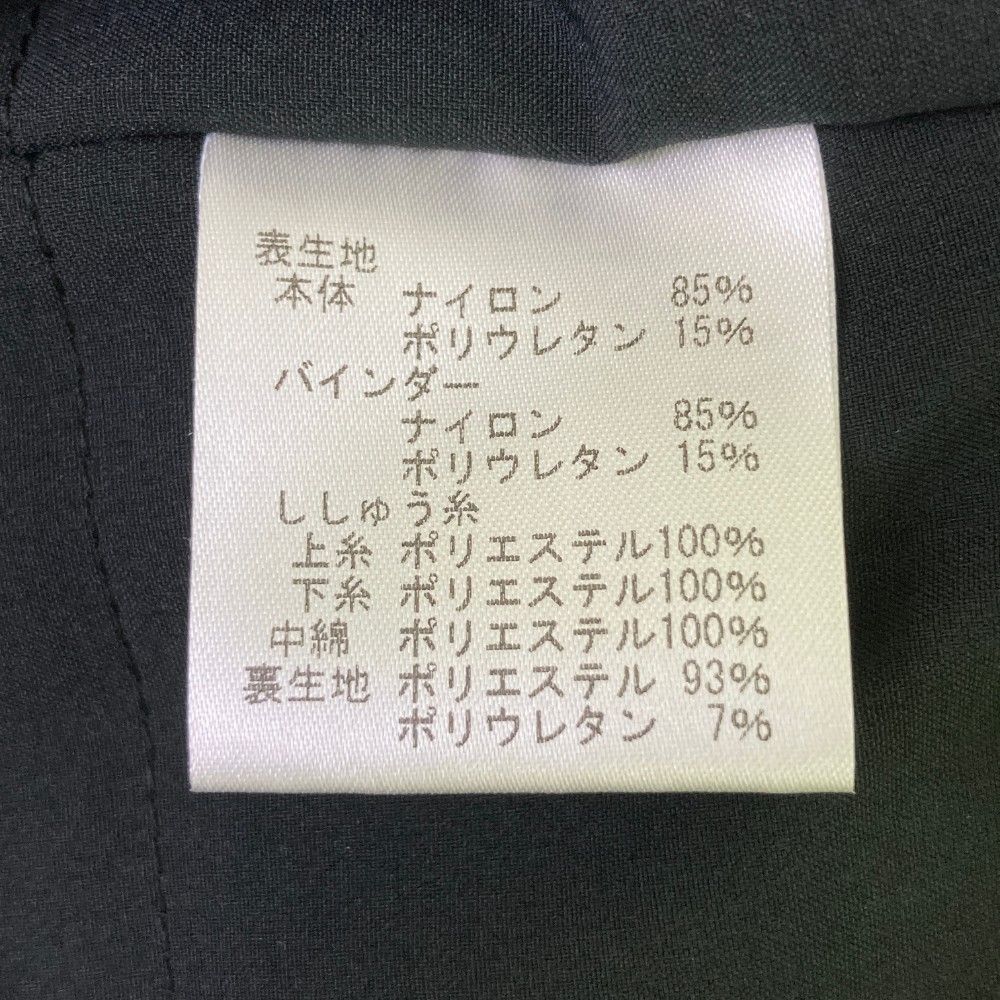 表生地
本体 ナイロン 85%
ポリウレタン 15%
バインダー
ナイロン 85%
ポリウレタン 15%
ししゅう糸
上糸 ポリエステル100%
下糸 ポリエステル100%
中綿 ポリエステル100%
裏生地 ポリエステル 93%
ポリウレタン 7%